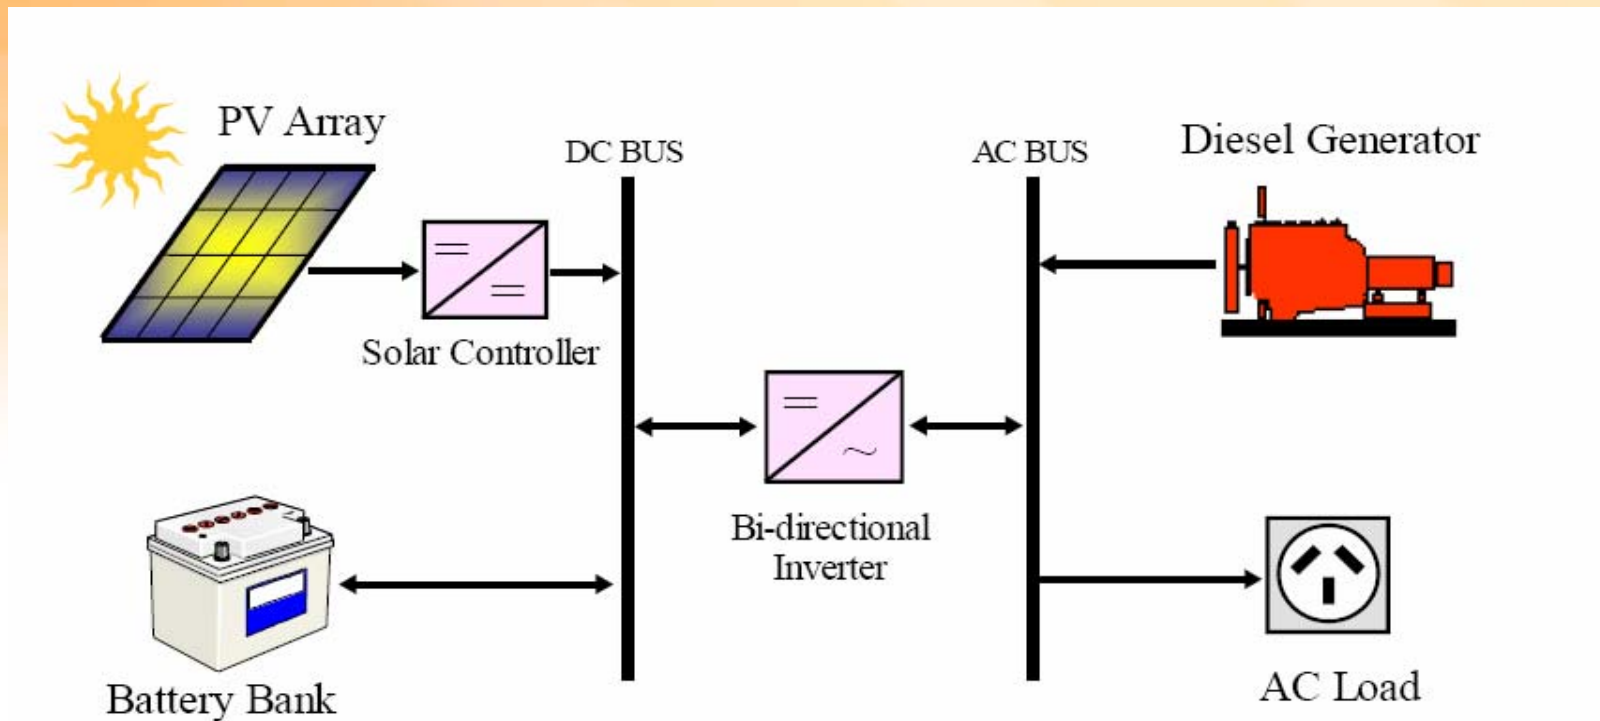 PV Array
DC BUS
AC BUS
Diesel Generator
Solar Controller
Bi-directional
Inverter
Battery Bank
AC Load